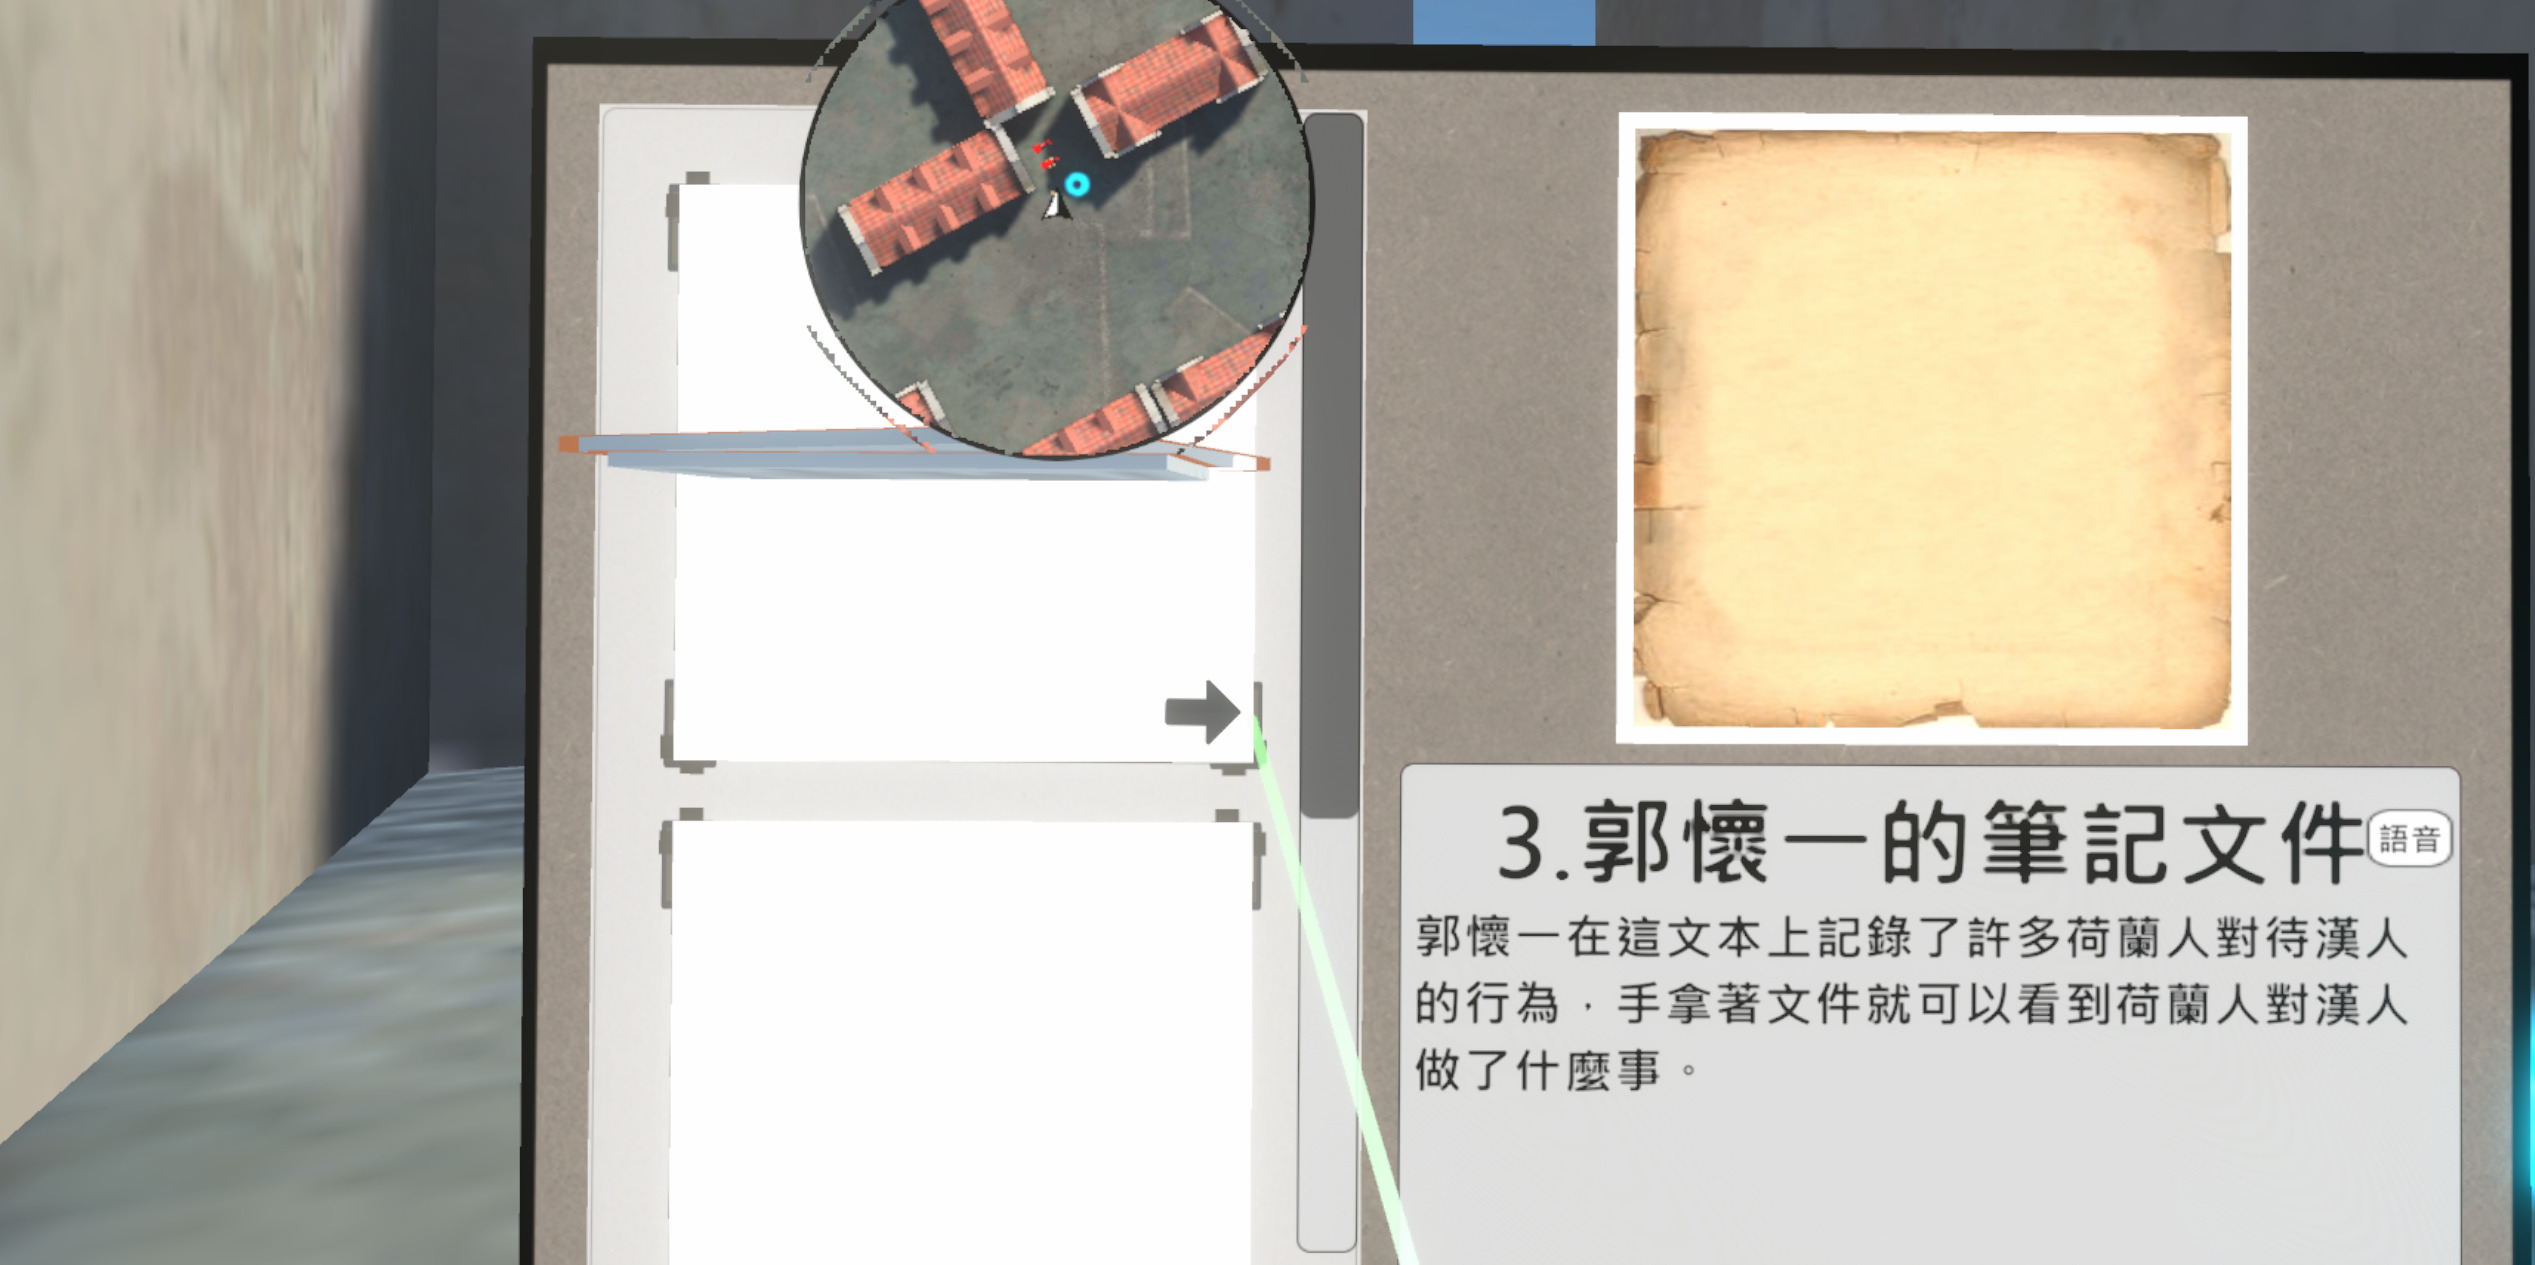 3.郭懷一的筆記文件
語音
郭懷一在這文本上記錄了許多荷蘭人對待漢人
的行為，手拿著文件就可以看到荷蘭人對漢人
做了什麼事。